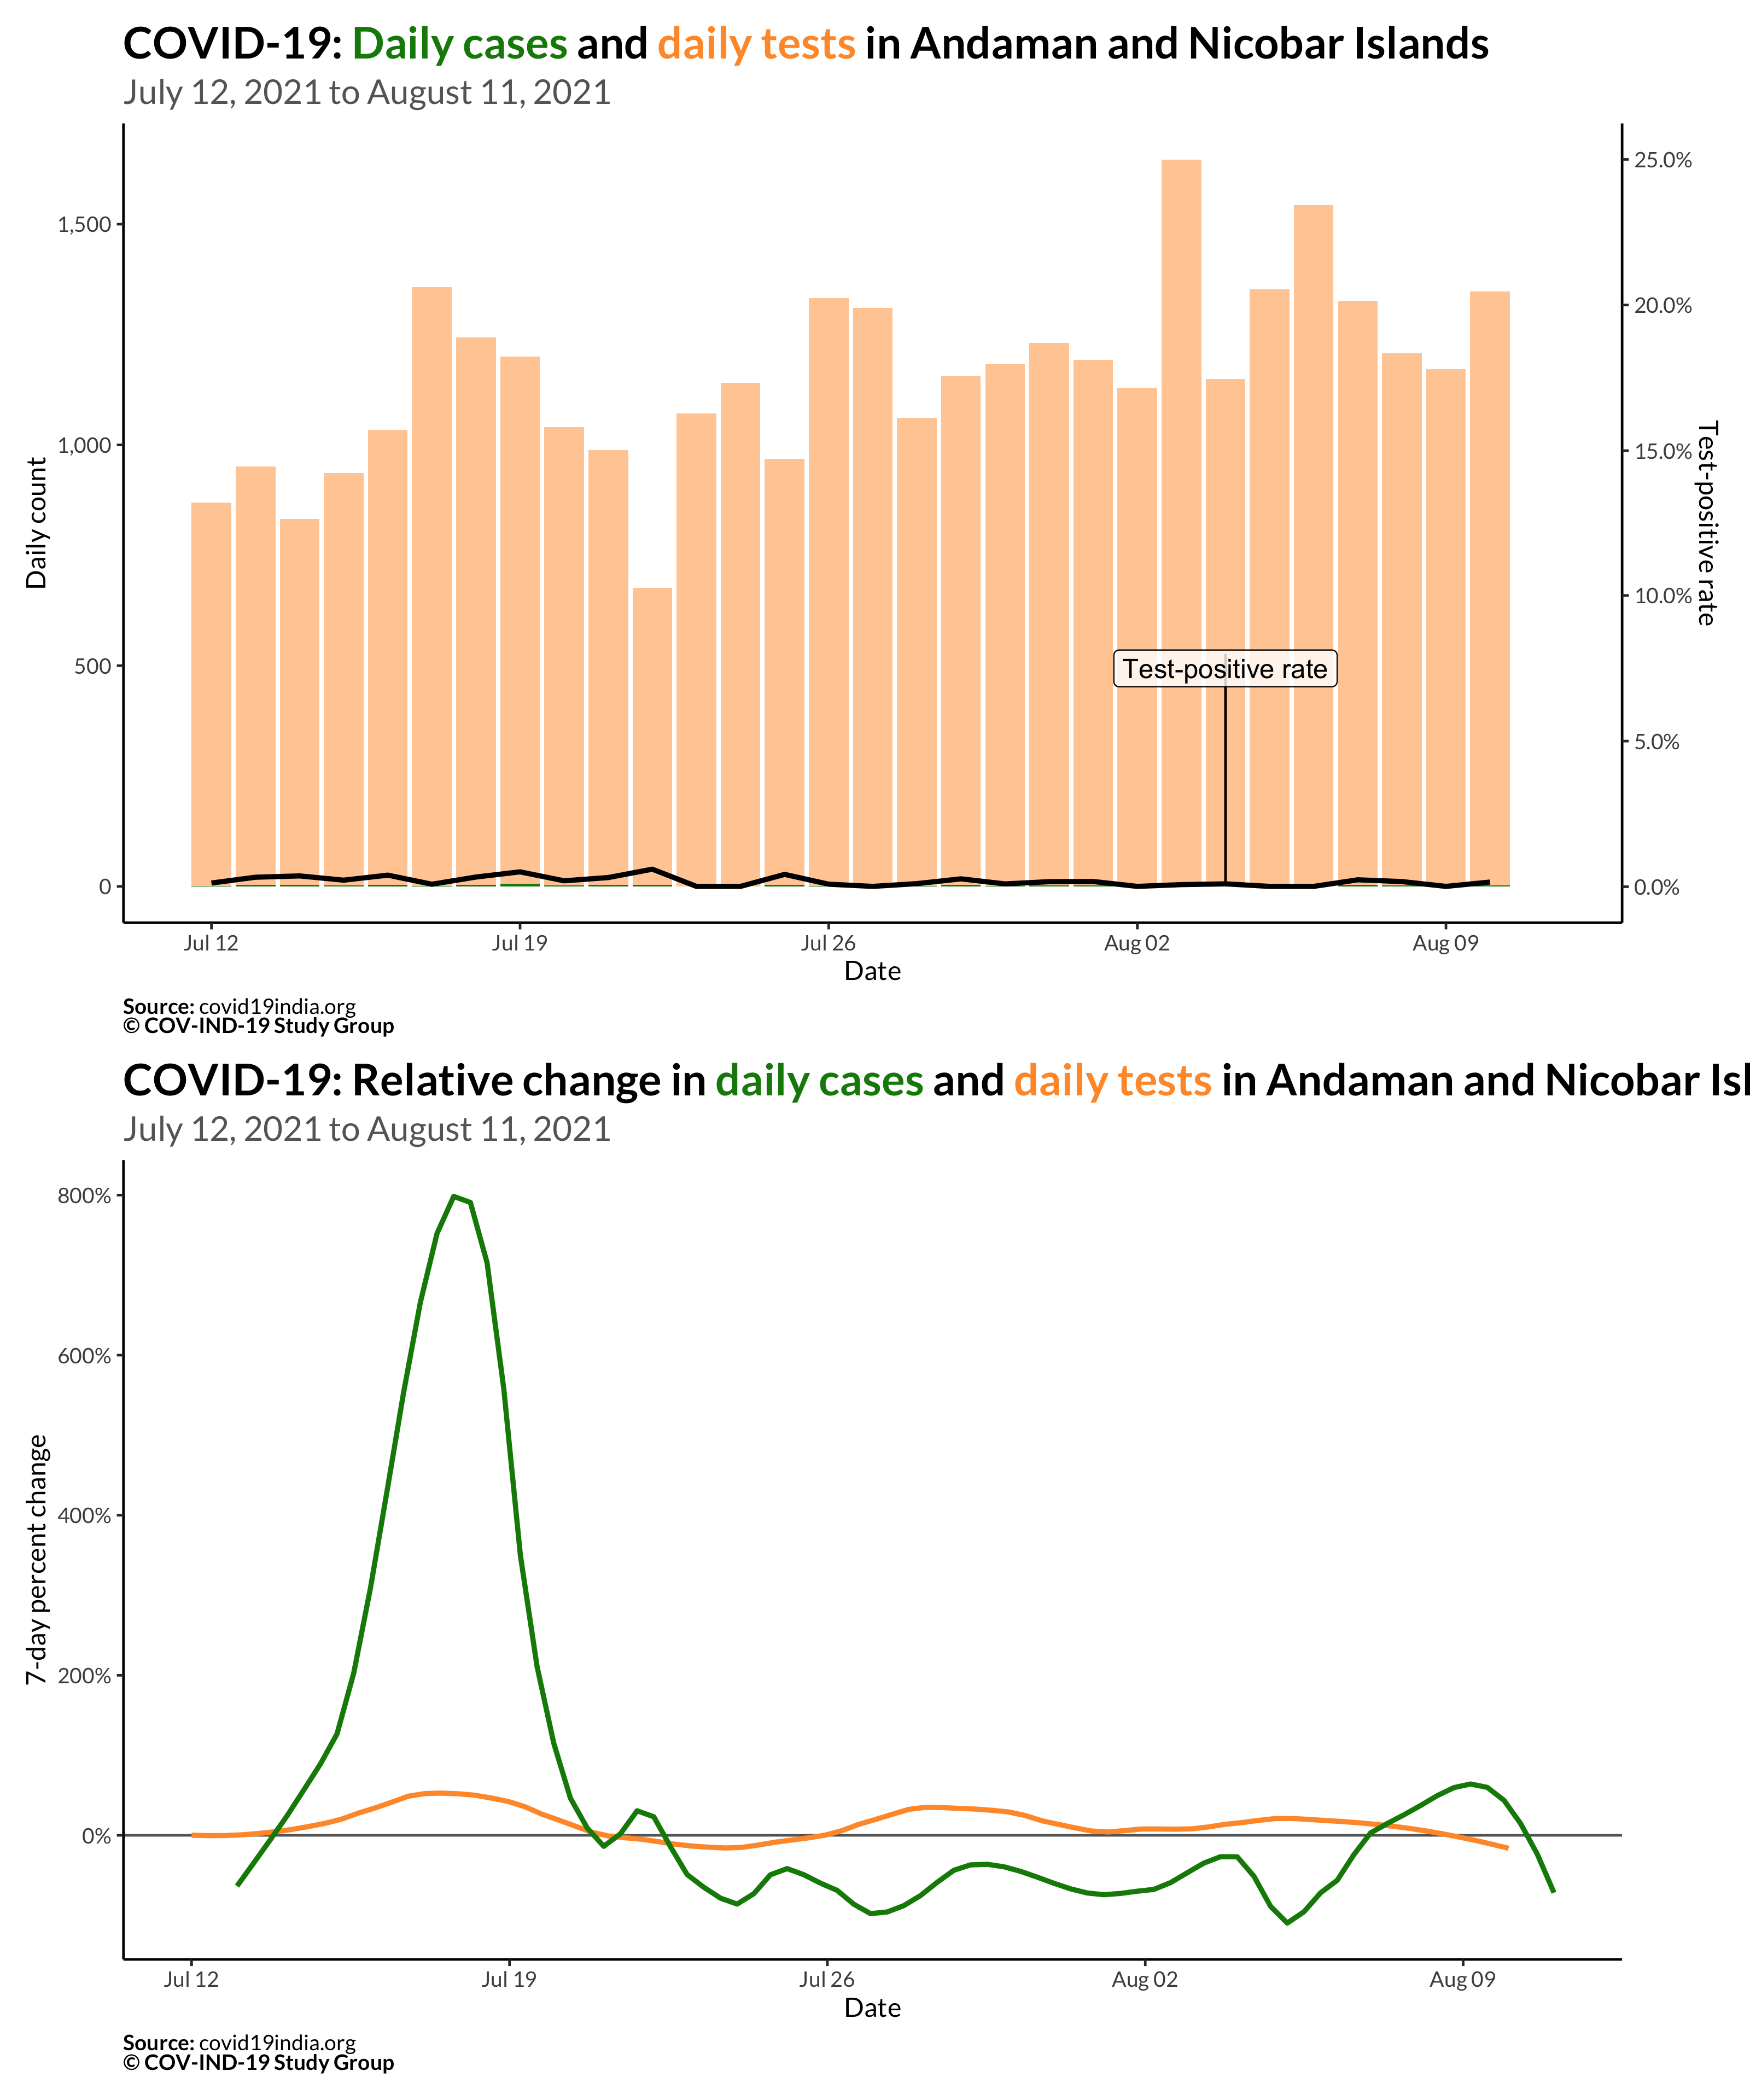 COVID-19: Daily cases and daily tests in Andaman and Nicobar Islands
July 12, 2021 to August 11, 2021
Daily count
1,500
1,000
500
0
25.0%
20.0%
15.0%
10.0%
5.0%
0.0%
Test-positive rate
Test-positive rate
Jul 12
Jul 19
Jul 26
Aug 02
Aug 09
Date
Source: covid19india.org
© COV-IND-19 Study Group
COVID-19: Relative change in daily cases and daily tests in Andaman and Nicobar Isl
July 12, 2021 to August 11, 2021
7-day percent change
800%
600%
400%
200%
0%
Jul 12
Jul 19
Jul 26
Aug 02
Aug 09
Date
Source: covid19india.org
© COV-IND-19 Study Group